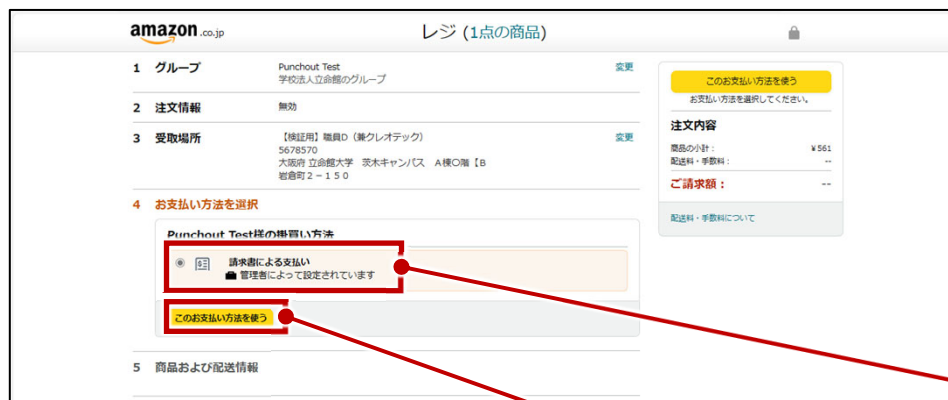 amazon.co.jp
レジ (1点の商品)
1 グループ
Punchout Test
学校法人立命館のグループ
変更
2 注文情報
無効
3 受取場所
【検証用】職員D（兼クレオテック）
5678570
大阪府 立命館大学 茨木キャンパス A棟〇階【B
岩倉町２－１５０
変更
4 お支払い方法を選択
Punchout Test様の掛買い方法
請求書による支払い
管理者によって設定されています
このお支払い方法を使う
5 商品および配送情報
このお支払い方法を使う
お支払い方法を選択してください。
注文内容
商品の小計： ¥561
配送料・手数料： --
ご請求額： --
配送料・手数料について